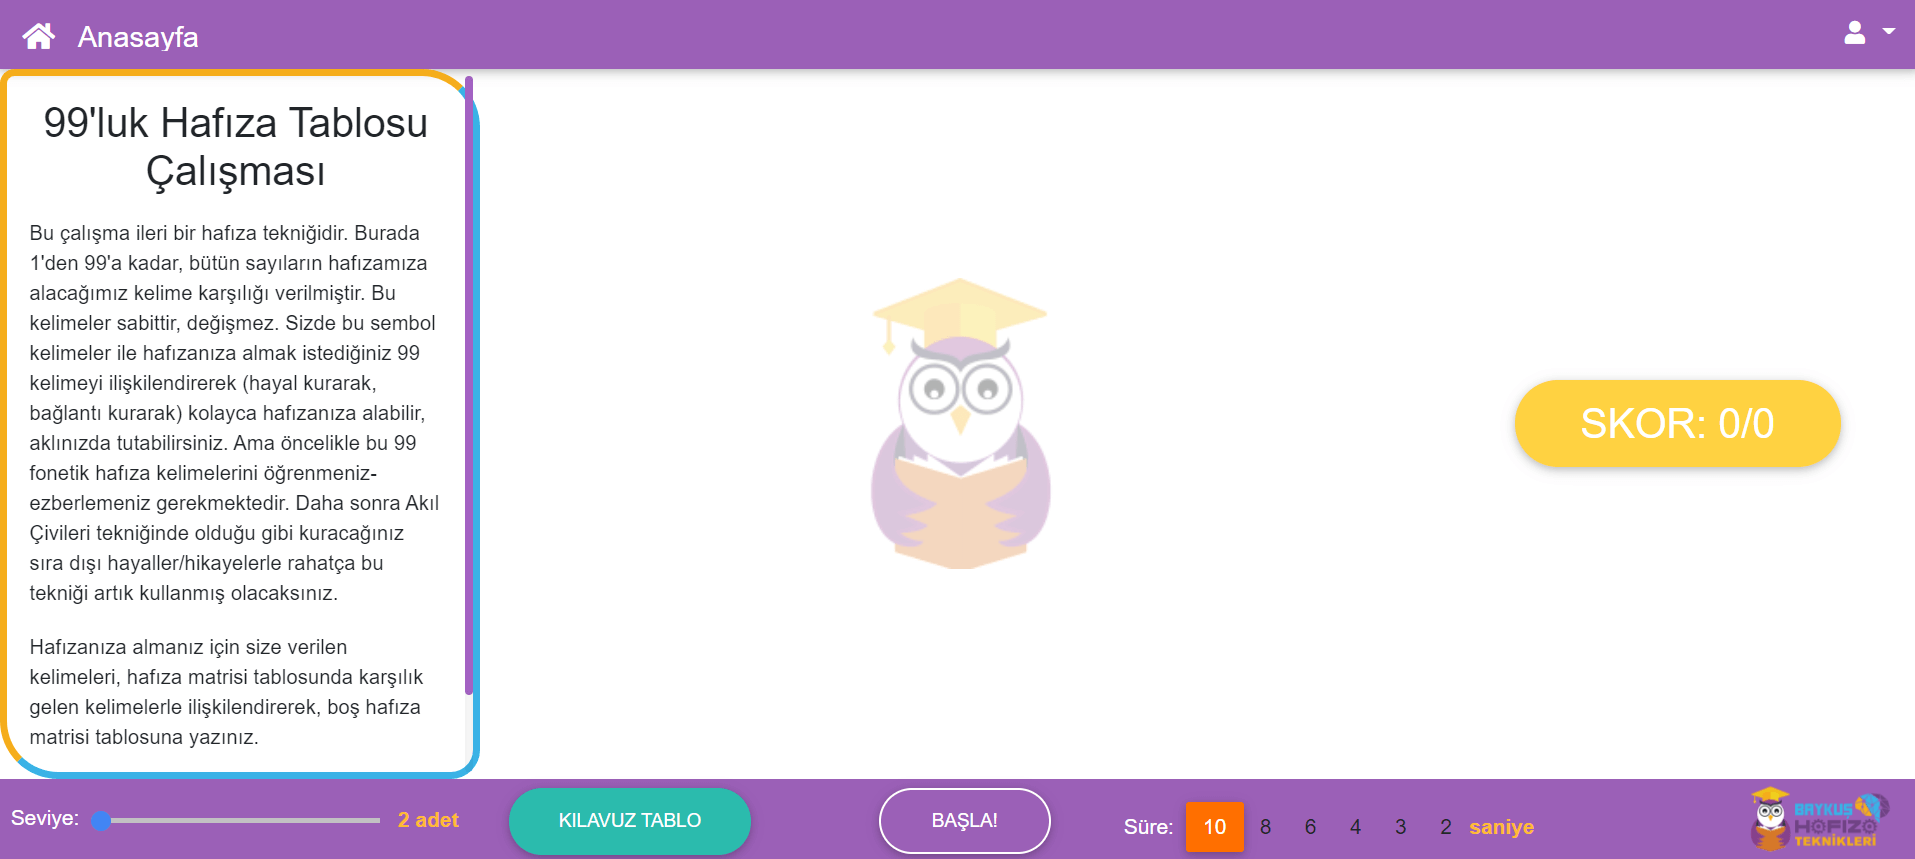 Anasayfa
99'luk Hafıza Tablosu
Çalışması
Bu çalışma ileri bir hafıza tekniğidir. Burada
1'den 99'a kadar, bütün sayıların hafızamıza
alacağımız kelime karşılığı verilmiştir. Bu
kelimeler sabittir, değişmez. Sizde bu sembol
kelimeler ile hafızanıza almak istediğiniz 99
kelimeyi ilişkilendirerek (hayal kurarak,
bağlantı kurarak) kolayca hafızanıza alabilir,
aklınızda tutabilirsiniz. Ama öncelikle bu 99
fonetik hafıza kelimelerini öğrenmeniz-
ezberlemeniz gerekmektedir. Daha sonra Akıl
Çivileri tekniğinde olduğu gibi kuracağınız
sıra dışı hayaller/hikayelerle rahatça bu
tekniği artık kullanmış olacaksınız.
Hafızanıza almanız için size verilen
kelimeleri, hafıza matrisi tablosunda karşılık
gelen kelimelerle ilişkilendirerek, boş hafıza
matrisi tablosuna yazınız.
SKOR: 0/0
Seviye: 2 adet
KILAVUZ TABLO
BAŞLA!
Süre: 10 8 6 4 3 2 saniye
BAYKUŞ
HAFIZA
TEKNİKLERİ